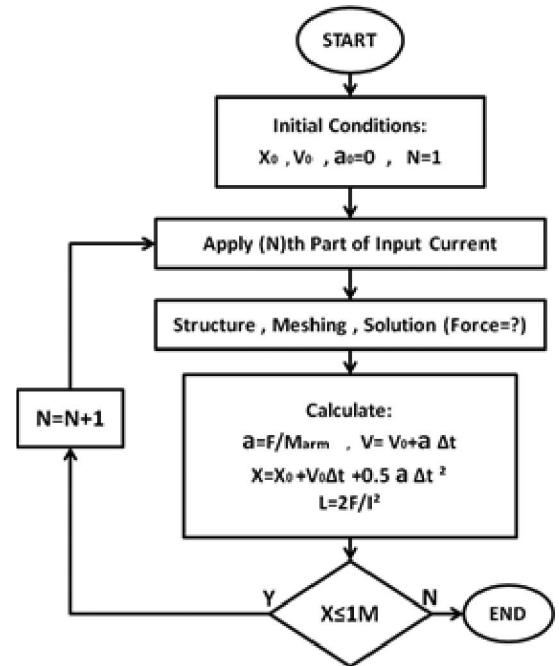 START
Initial Conditions:
X₀ , V₀ , a₀=0 , N=1
Apply (N)th Part of Input Current
Structure , Meshing , Solution (Force=?)
Calculate:
a=F/Marm , V= V₀+a Δt
X=X₀+V₀Δt +0.5 a Δt ²
L=2F/I²
N=N+1
Y
X≤1M
N
END